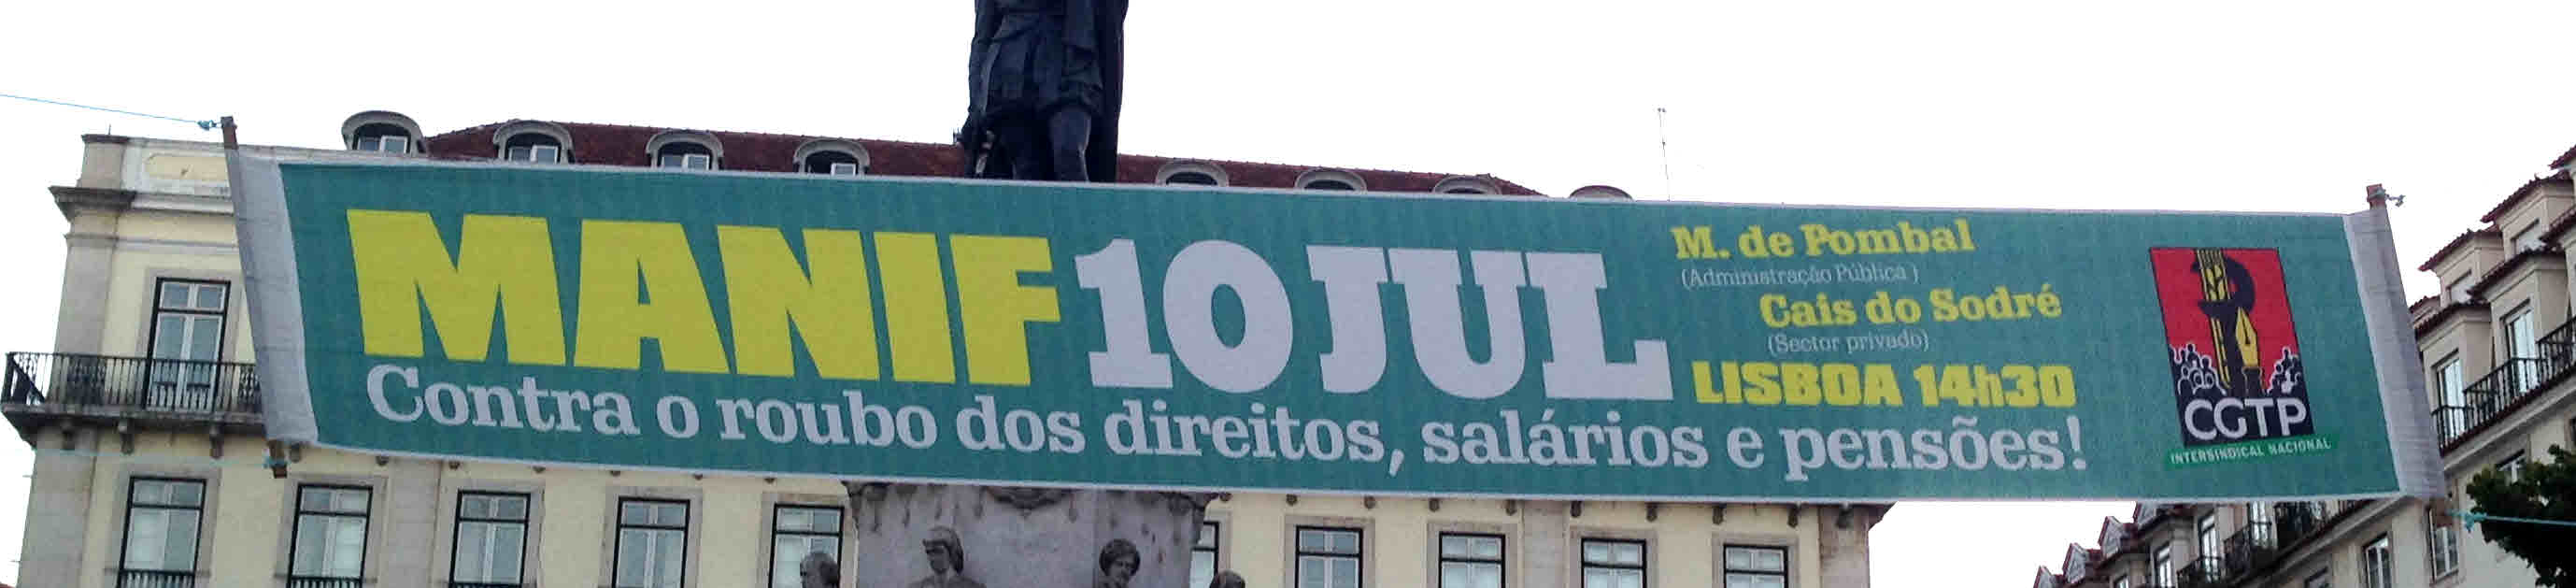 MANIF 10 JUL
Contra o roubo dos direitos, salários e pensões!
M. de Pombal
(Administração Pública)
Cais do Sodré
(Sector privado)
LISBOA 14h30
CGTP
INTERSINDICAL NACIONAL